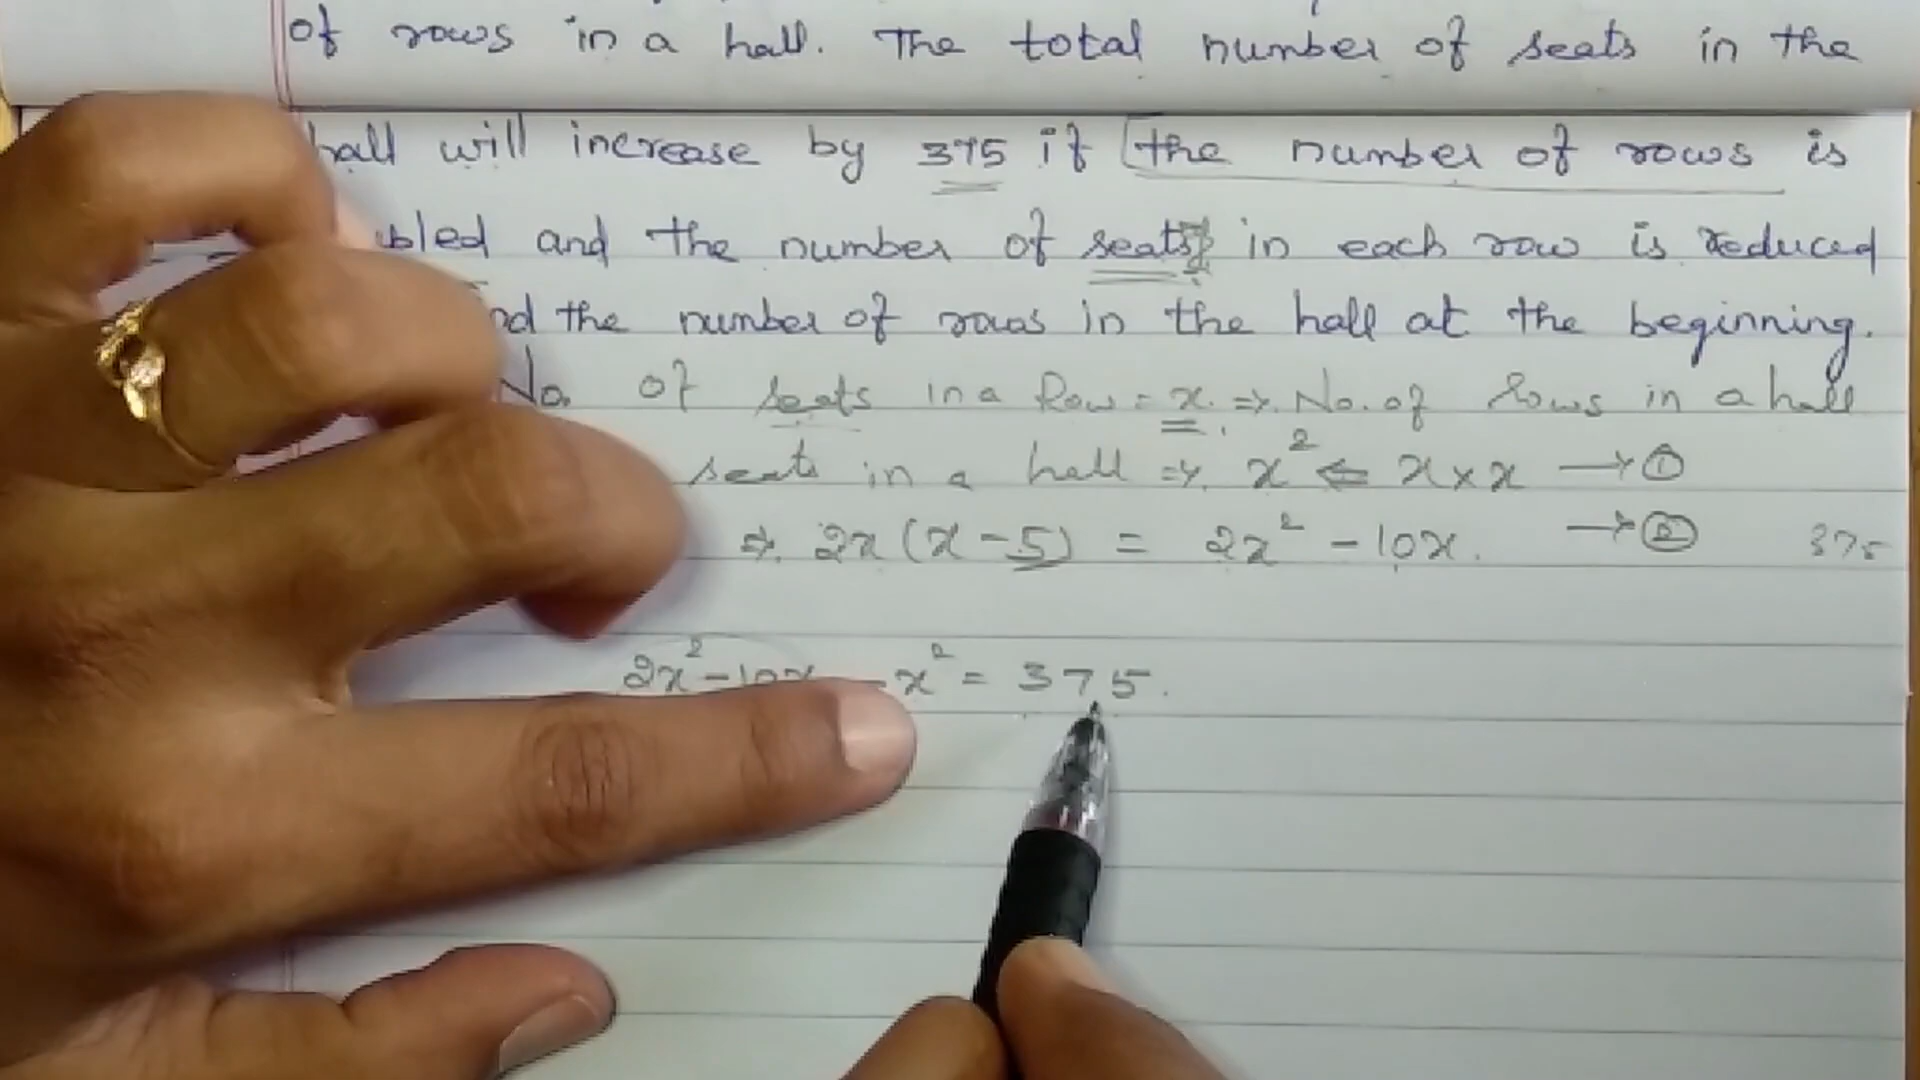 of rows in a hall. The total number of seats in the
hall will increase by 375 if the number of rows is
and the number of seats in each row is reduced
the number of rows in the hall at the beginning.
No. of seats in a Row = x. ⇒ No. of Rows in a hall
seats in a hall ⇒ x² ⇐ x × x → ①
⇒ 2x (x - 5) = 2x² - 10x. → ② 375
2x² - 10x - x² = 375.